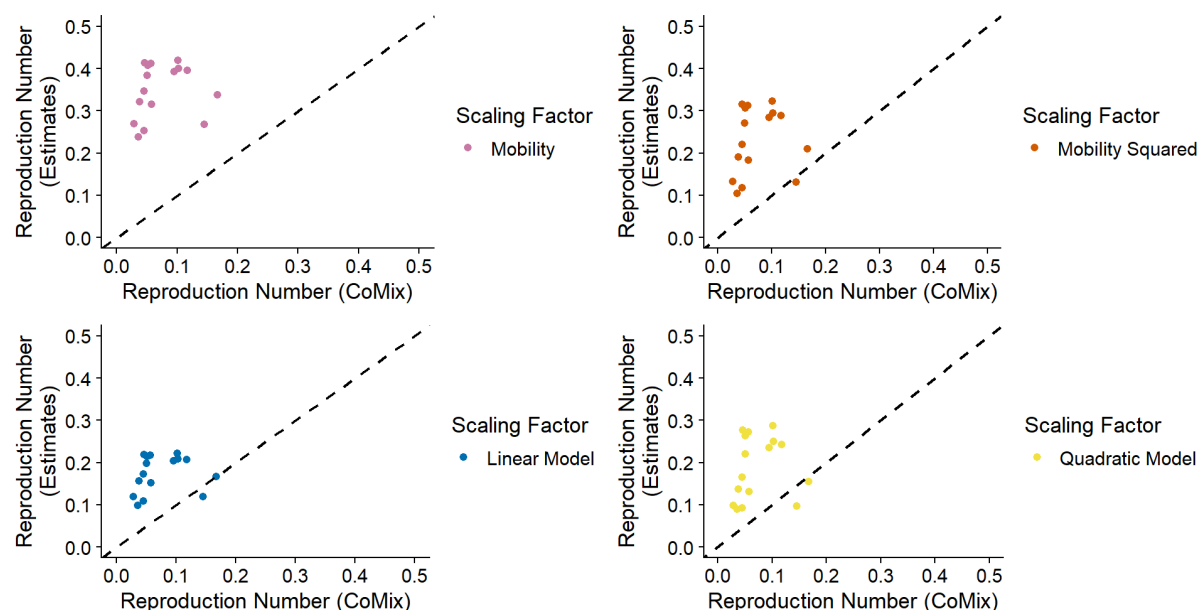 Reproduction Number
(Estimates)
0.5
0.4
0.3
0.2
0.1
0.0
0.0 0.1 0.2 0.3 0.4 0.5
Reproduction Number (CoMix)
Scaling Factor
Mobility
Reproduction Number
(Estimates)
0.5
0.4
0.3
0.2
0.1
0.0
0.0 0.1 0.2 0.3 0.4 0.5
Reproduction Number (CoMix)
Scaling Factor
Mobility Squared
Reproduction Number
(Estimates)
0.5
0.4
0.3
0.2
0.1
0.0
0.0 0.1 0.2 0.3 0.4 0.5
Reproduction Number (CoMix)
Scaling Factor
Linear Model
Reproduction Number
(Estimates)
0.5
0.4
0.3
0.2
0.1
0.0
0.0 0.1 0.2 0.3 0.4 0.5
Reproduction Number (CoMix)
Scaling Factor
Quadratic Model